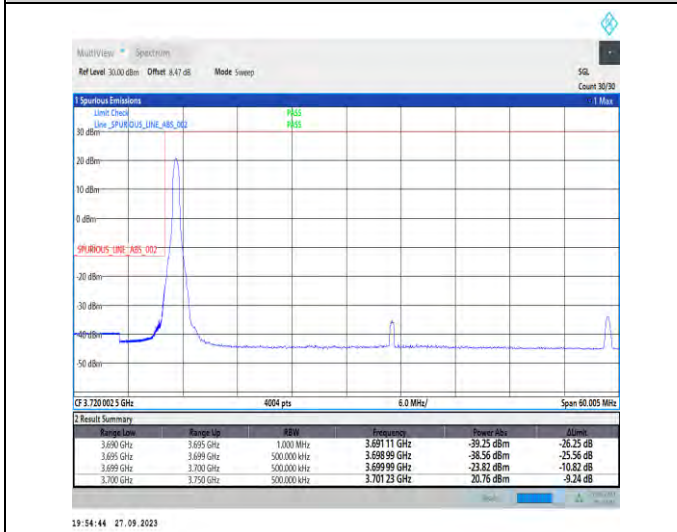 MultiView Spectrum
Ref Level 30.00 dBm Offset 8.47 dB Mode Sweep SGL
Count 30/30
1 Spurious Emissions 1 Max
Limit Check PASS
Line _SPURIOUS_LINE_ABS_002 PASS
30 dBm
20 dBm
10 dBm
0 dBm
_SPURIOUS_LINE_ABS_002
-20 dBm
-30 dBm
-40 dBm
-50 dBm
CF 3.720 002 5 GHz 4004 pts 6.0 MHz/ Span 60.005 MHz
2 Result Summary
Range Low Range Up RBW Frequency Power Abs ΔLimit
3.690 GHz 3.695 GHz 1.000 MHz 3.691 11 GHz -39.25 dBm -26.25 dB
3.695 GHz 3.699 GHz 500.000 kHz 3.698 99 GHz -38.56 dBm -25.56 dB
3.699 GHz 3.700 GHz 500.000 kHz 3.699 99 GHz -23.82 dBm -10.82 dB
3.700 GHz 3.750 GHz 500.000 kHz 3.701 23 GHz 20.76 dBm -9.24 dB
19:54:44 27.09.2023